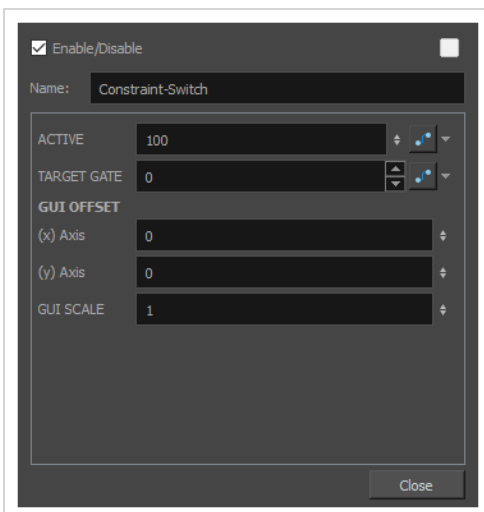 Enable/Disable
Name: Constraint-Switch
ACTIVE 100
TARGET GATE 0
GUI OFFSET
(x) Axis 0
(y) Axis 0
GUI SCALE 1
Close